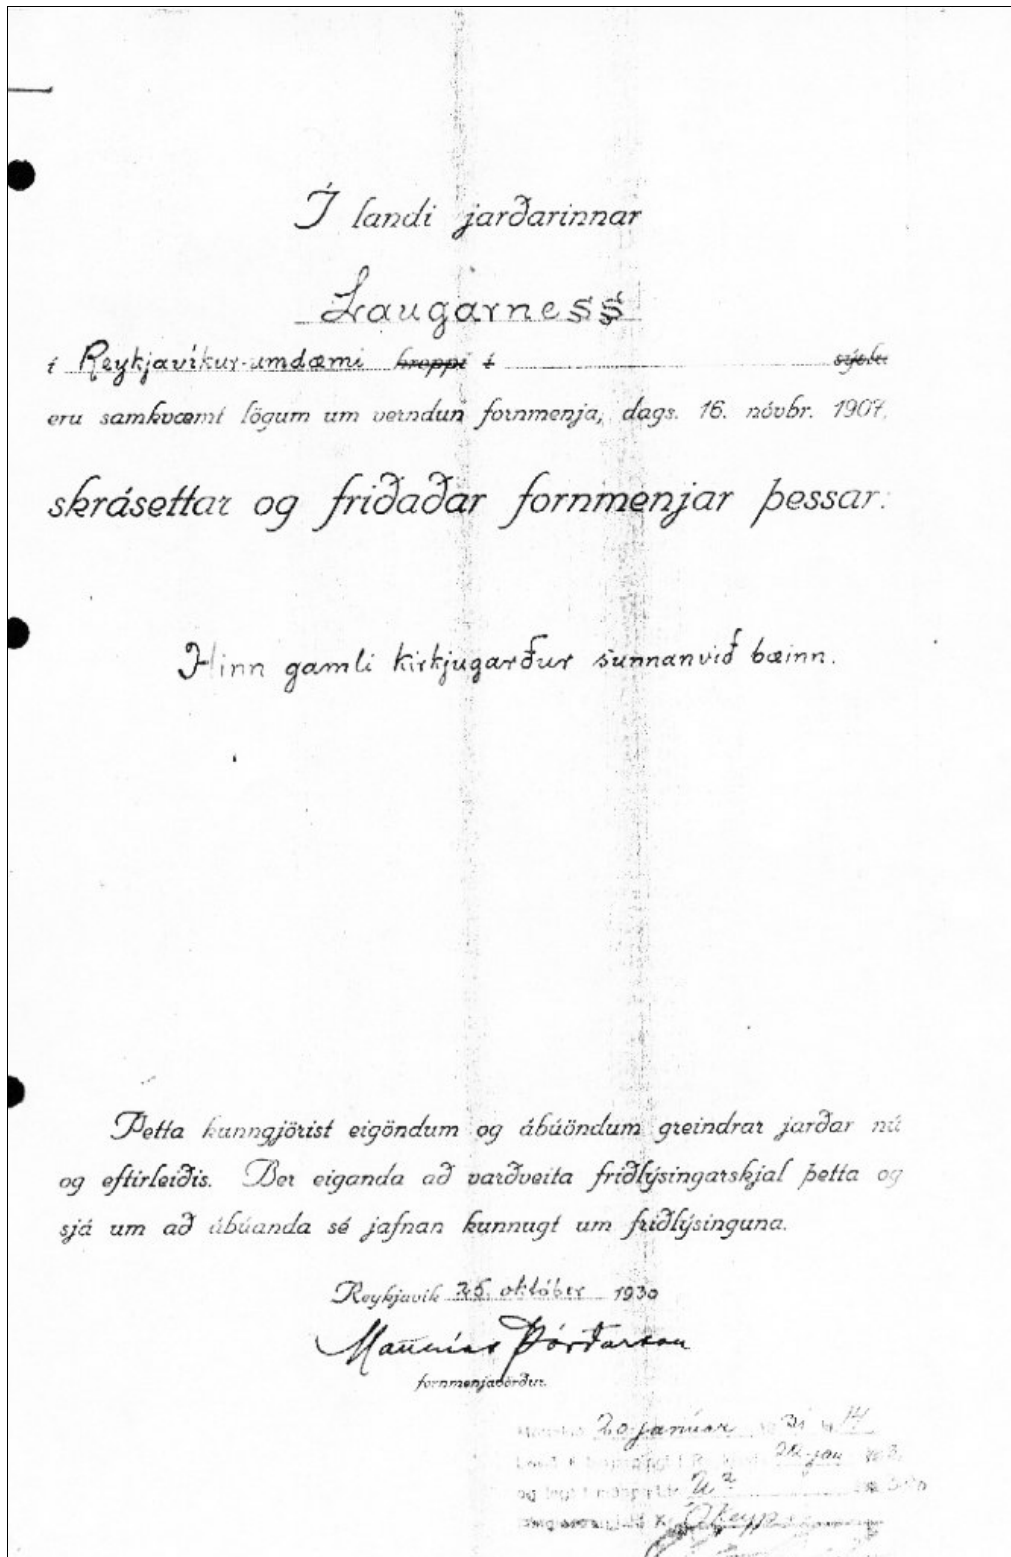 Í landi jarðarinnar
Laugarness
í Reykjavíkur-umdæmi hreppi í sýslu
eru samkvæmt lögum um verndun fornmenja, dags. 16. nóvbr. 1907,
skrásettar og friðaðar fornmenjar þessar:
Hinn gamli kirkjugarður sunnanvið bæinn.
Þetta kunngjörist eigöndum og ábúöndum greindrar jarðar nú
og eftirleiðis. Ber eiganda að varðveita friðlýsingarskjal þetta og
sjá um að ábúanda sé jafnan kunnugt um friðlýsinguna.
Reykjavík 25. október 1930
Matthías Þórðarson
fornmenjavörður.
20. janúar